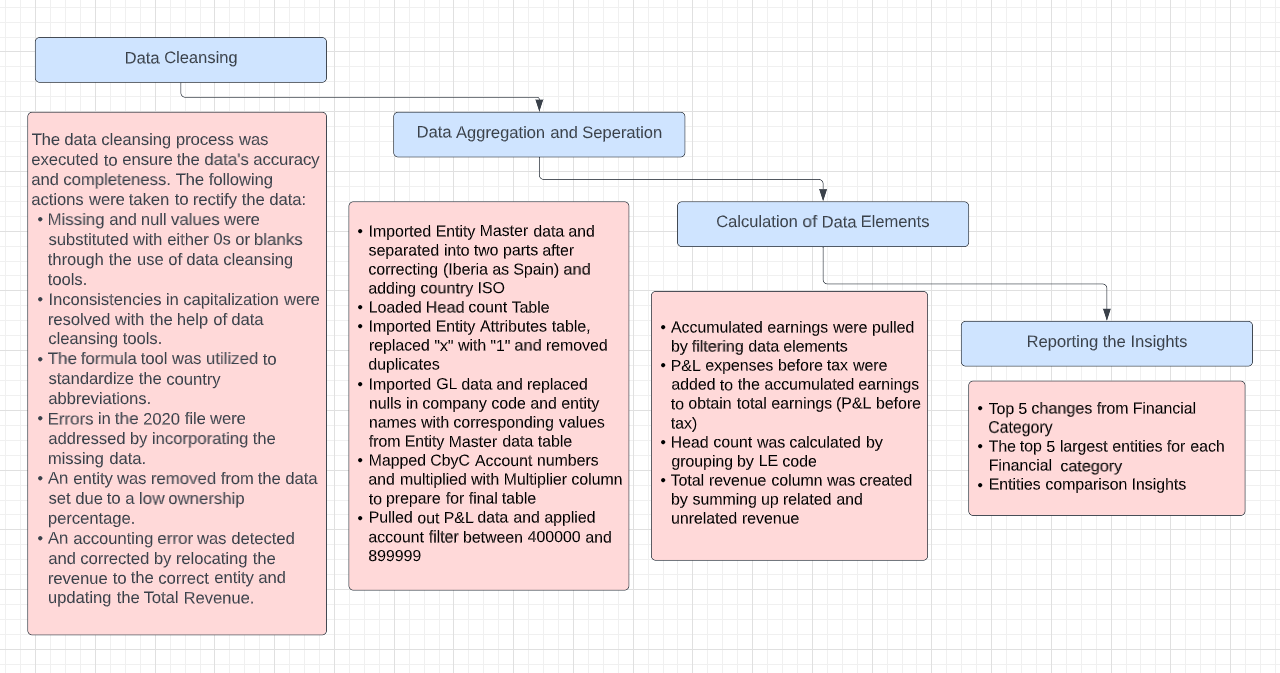 Data Cleansing
The data cleansing process was
executed to ensure the data's accuracy
and completeness. The following
actions were taken to rectify the data:
• Missing and null values were
substituted with either 0s or blanks
through the use of data cleansing
tools.
• Inconsistencies in capitalization were
resolved with the help of data
cleansing tools.
• The formula tool was utilized to
standardize the country
abbreviations.
• Errors in the 2020 file were
addressed by incorporating the
missing data.
• An entity was removed from the data
set due to a low ownership
percentage.
• An accounting error was detected
and corrected by relocating the
revenue to the correct entity and
updating the Total Revenue.
Data Aggregation and Seperation
• Imported Entity Master data and
separated into two parts after
correcting (Iberia as Spain) and
adding country ISO
• Loaded Head count Table
• Imported Entity Attributes table,
replaced "x" with "1" and removed
duplicates
• Imported GL data and replaced
nulls in company code and entity
names with corresponding values
from Entity Master data table
• Mapped CbyC Account numbers
and multiplied with Multiplier column
to prepare for final table
• Pulled out P&L data and applied
account filter between 400000 and
899999
Calculation of Data Elements
• Accumulated earnings were pulled
by filtering data elements
• P&L expenses before tax were
added to the accumulated earnings
to obtain total earnings (P&L before
tax)
• Head count was calculated by
grouping by LE code
• Total revenue column was created
by summing up related and
unrelated revenue
Reporting the Insights
• Top 5 changes from Financial
Category
• The top 5 largest entities for each
Financial category
• Entities comparison Insights